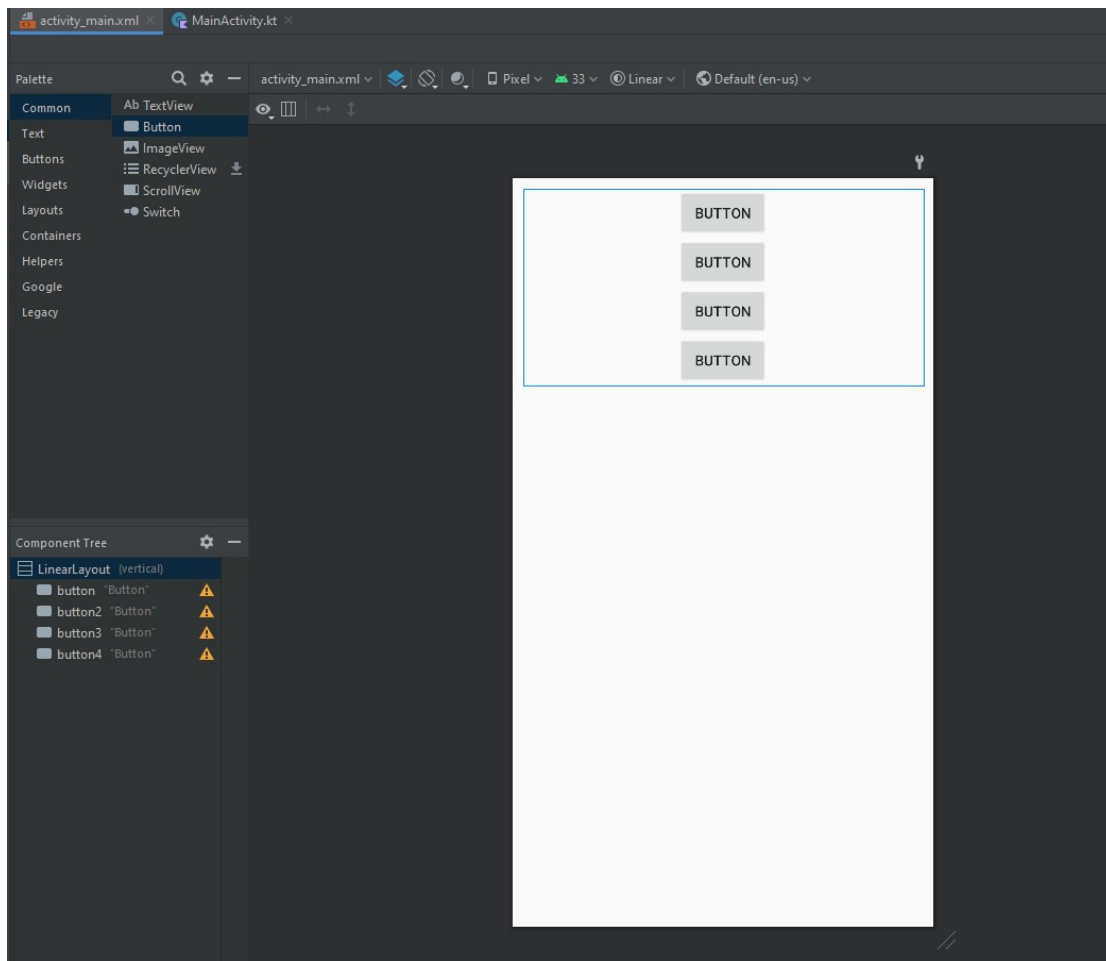 activity_main.xml MainActivity.kt
Palette
activity_main.xml Pixel 33 Linear Default (en-us)
Common
Text
Buttons
Widgets
Layouts
Containers
Helpers
Google
Legacy
Ab TextView
Button
ImageView
RecyclerView
ScrollView
Switch
BUTTON
BUTTON
BUTTON
BUTTON
Component Tree
LinearLayout (vertical)
button "Button"
button2 "Button"
button3 "Button"
button4 "Button"